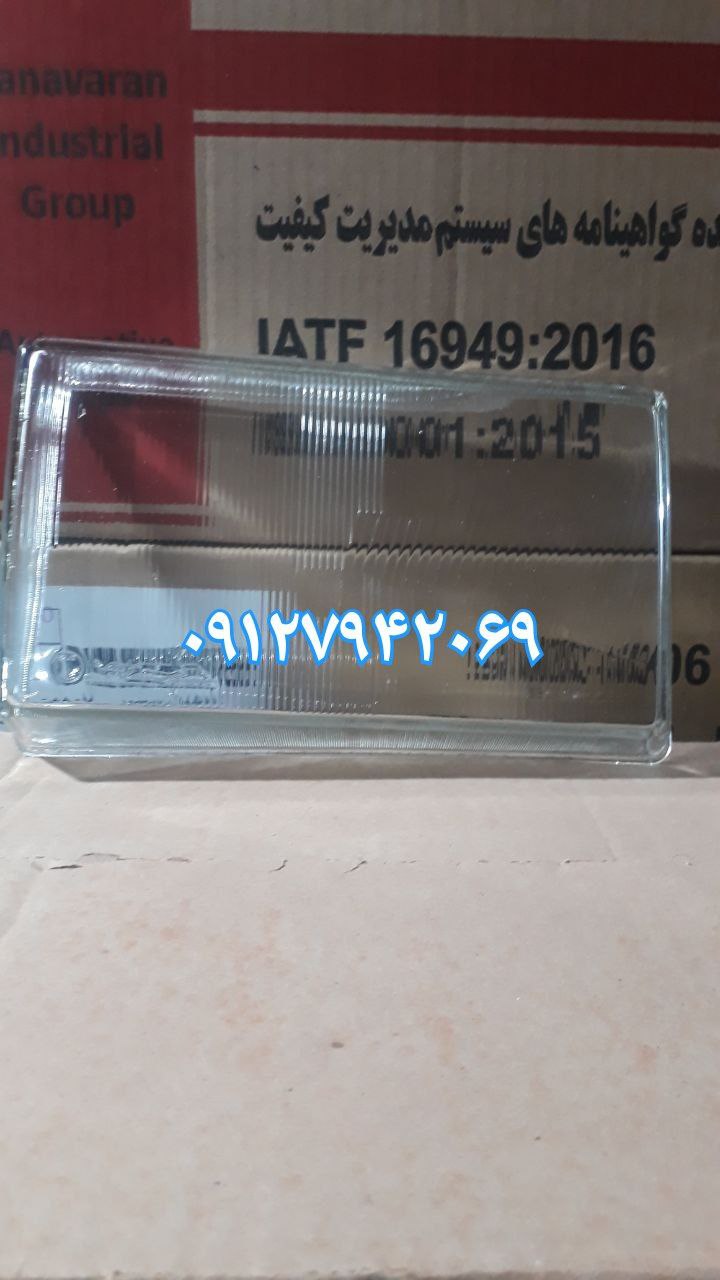 anavaran
ndustrial
Group
ده گواهینامه های سیستم مدیریت کیفیت
IATF 16949:2016
01:2015
۰۹۱۲۷۹۴۲۰۶۹
06